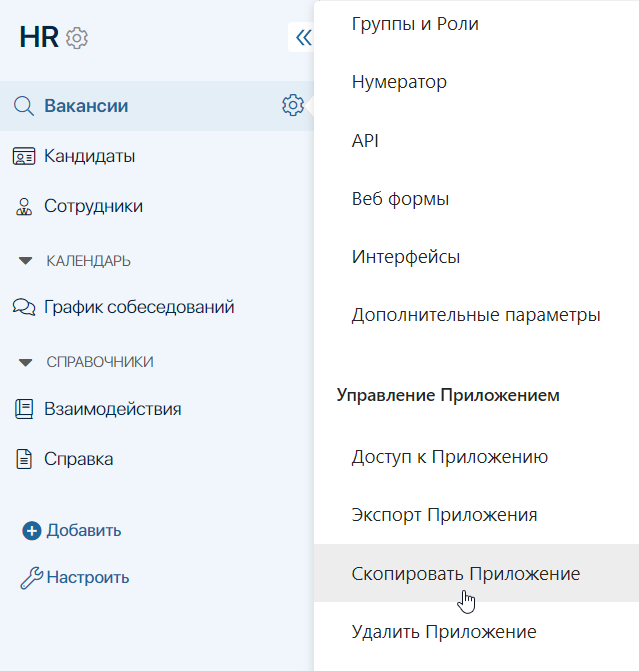 HR
Вакансии
Кандидаты
Сотрудники
КАЛЕНДАРЬ
График собеседований
СПРАВОЧНИКИ
Взаимодействия
Справка
Добавить
Настроить
Группы и Роли
Нумератор
API
Веб формы
Интерфейсы
Дополнительные параметры
Управление Приложением
Доступ к Приложению
Экспорт Приложения
Скопировать Приложение
Удалить Приложение